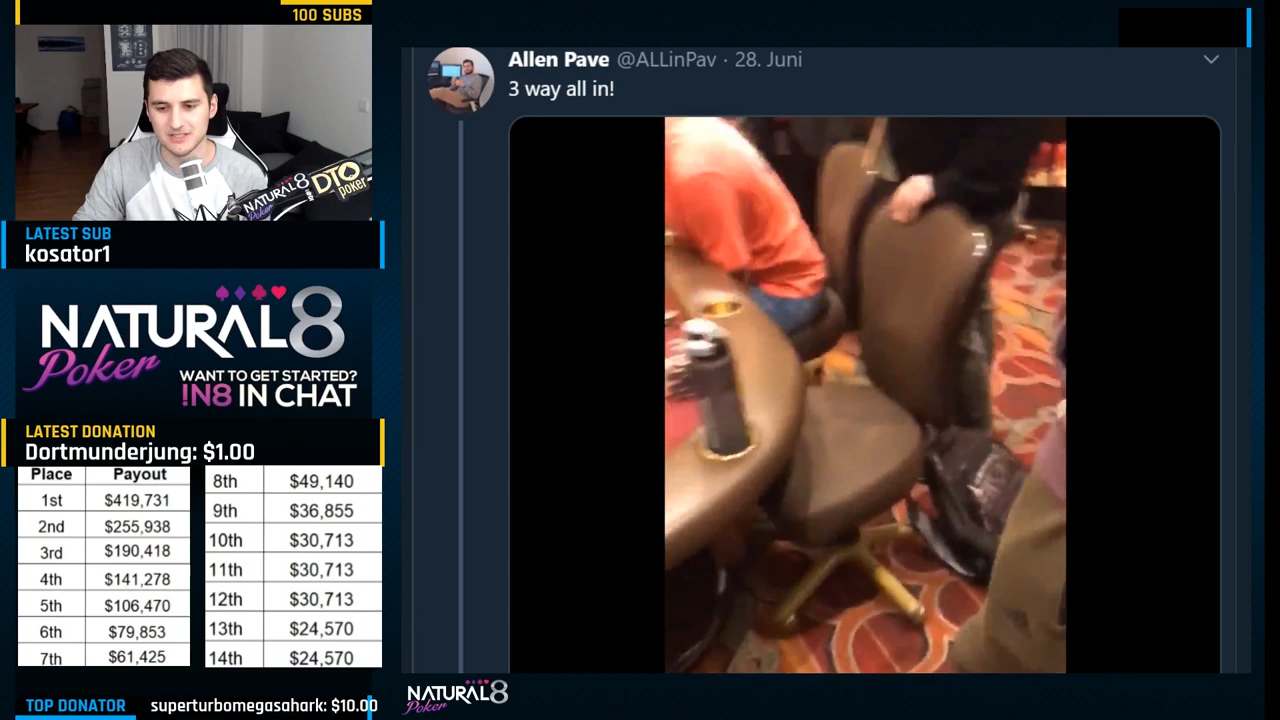 100 SUBS
NATURAL8
Poker
DTO
poker
LATEST SUB
kosator1
NATURAL8
Poker
WANT TO GET STARTED?
!N8 IN CHAT
LATEST DONATION
Dortmunderjung: $1.00
Place Payout
1st $419,731
2nd $255,938
3rd $190,418
4th $141,278
5th $106,470
6th $79,853
7th $61,425
8th $49,140
9th $36,855
10th $30,713
11th $30,713
12th $30,713
13th $24,570
14th $24,570
TOP DONATOR superturbomegasahark: $10.00
Allen Pave @ALLinPav · 28. Juni
3 way all in!
NATURAL8
Poker